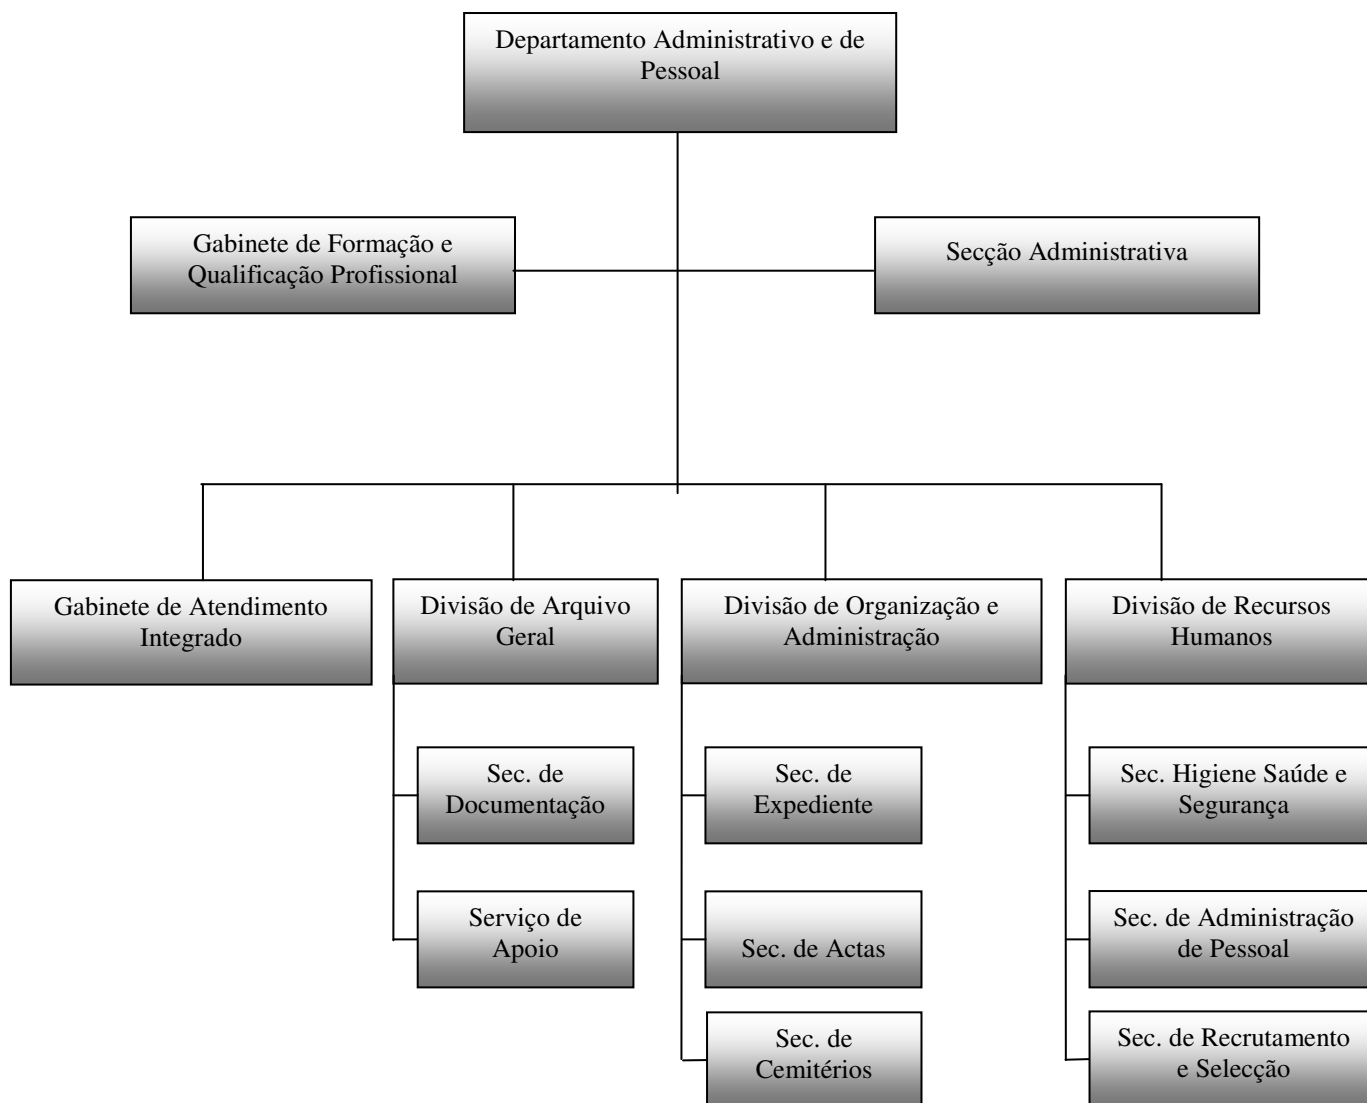 Departamento Administrativo e de
Pessoal
Gabinete de Formação e
Qualificação Profissional
Secção Administrativa
Gabinete de Atendimento
Integrado
Divisão de Arquivo
Geral
Divisão de Organização e
Administração
Divisão de Recursos
Humanos
Sec. de
Documentação
Sec. de
Expediente
Sec. Higiene Saúde e
Segurança
Serviço de
Apoio
Sec. de Actas
Sec. de Administração
de Pessoal
Sec. de
Cemitérios
Sec. de Recrutamento
e Selecção